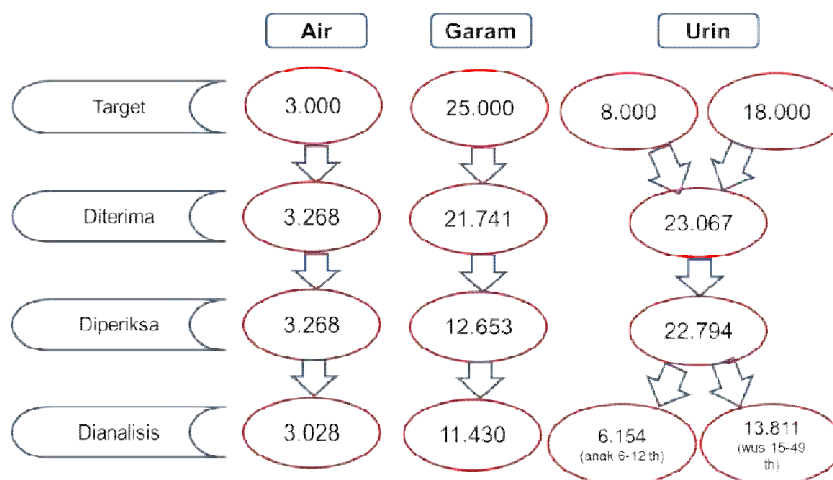 Air Garam Urin
Target 3.000 25.000 8.000 18.000
Diterima 3.268 21.741 23.067
Diperiksa 3.268 12.653 22.794
Dianalisis 3.028 11.430 6.154 13.811
(anak 6-12 th) (wus 15-49
th)